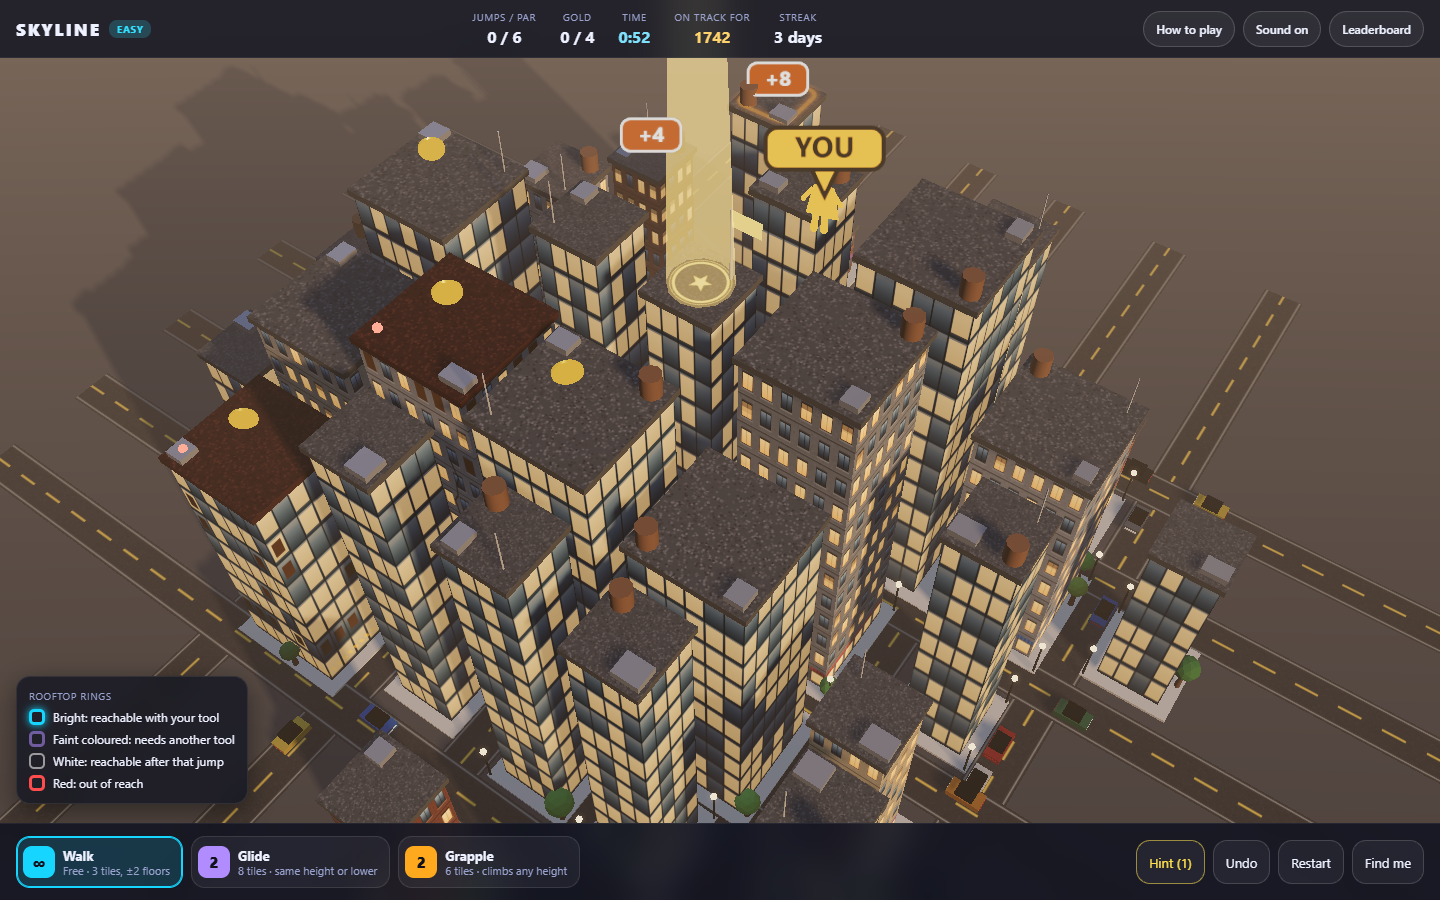 SKYLINE EASY
JUMPS / PAR GOLD TIME ON TRACK FOR STREAK
0 / 6 0 / 4 0:52 1742 3 days
How to play Sound on Leaderboard
+8
+4
YOU
ROOFTOP RINGS
Bright: reachable with your tool
Faint coloured: needs another tool
White: reachable after that jump
Red: out of reach
∞ Walk
Free · 3 tiles, ±2 floors
2 Glide
8 tiles · same height or lower
2 Grapple
6 tiles · climbs any height
Hint (1) Undo Restart Find me